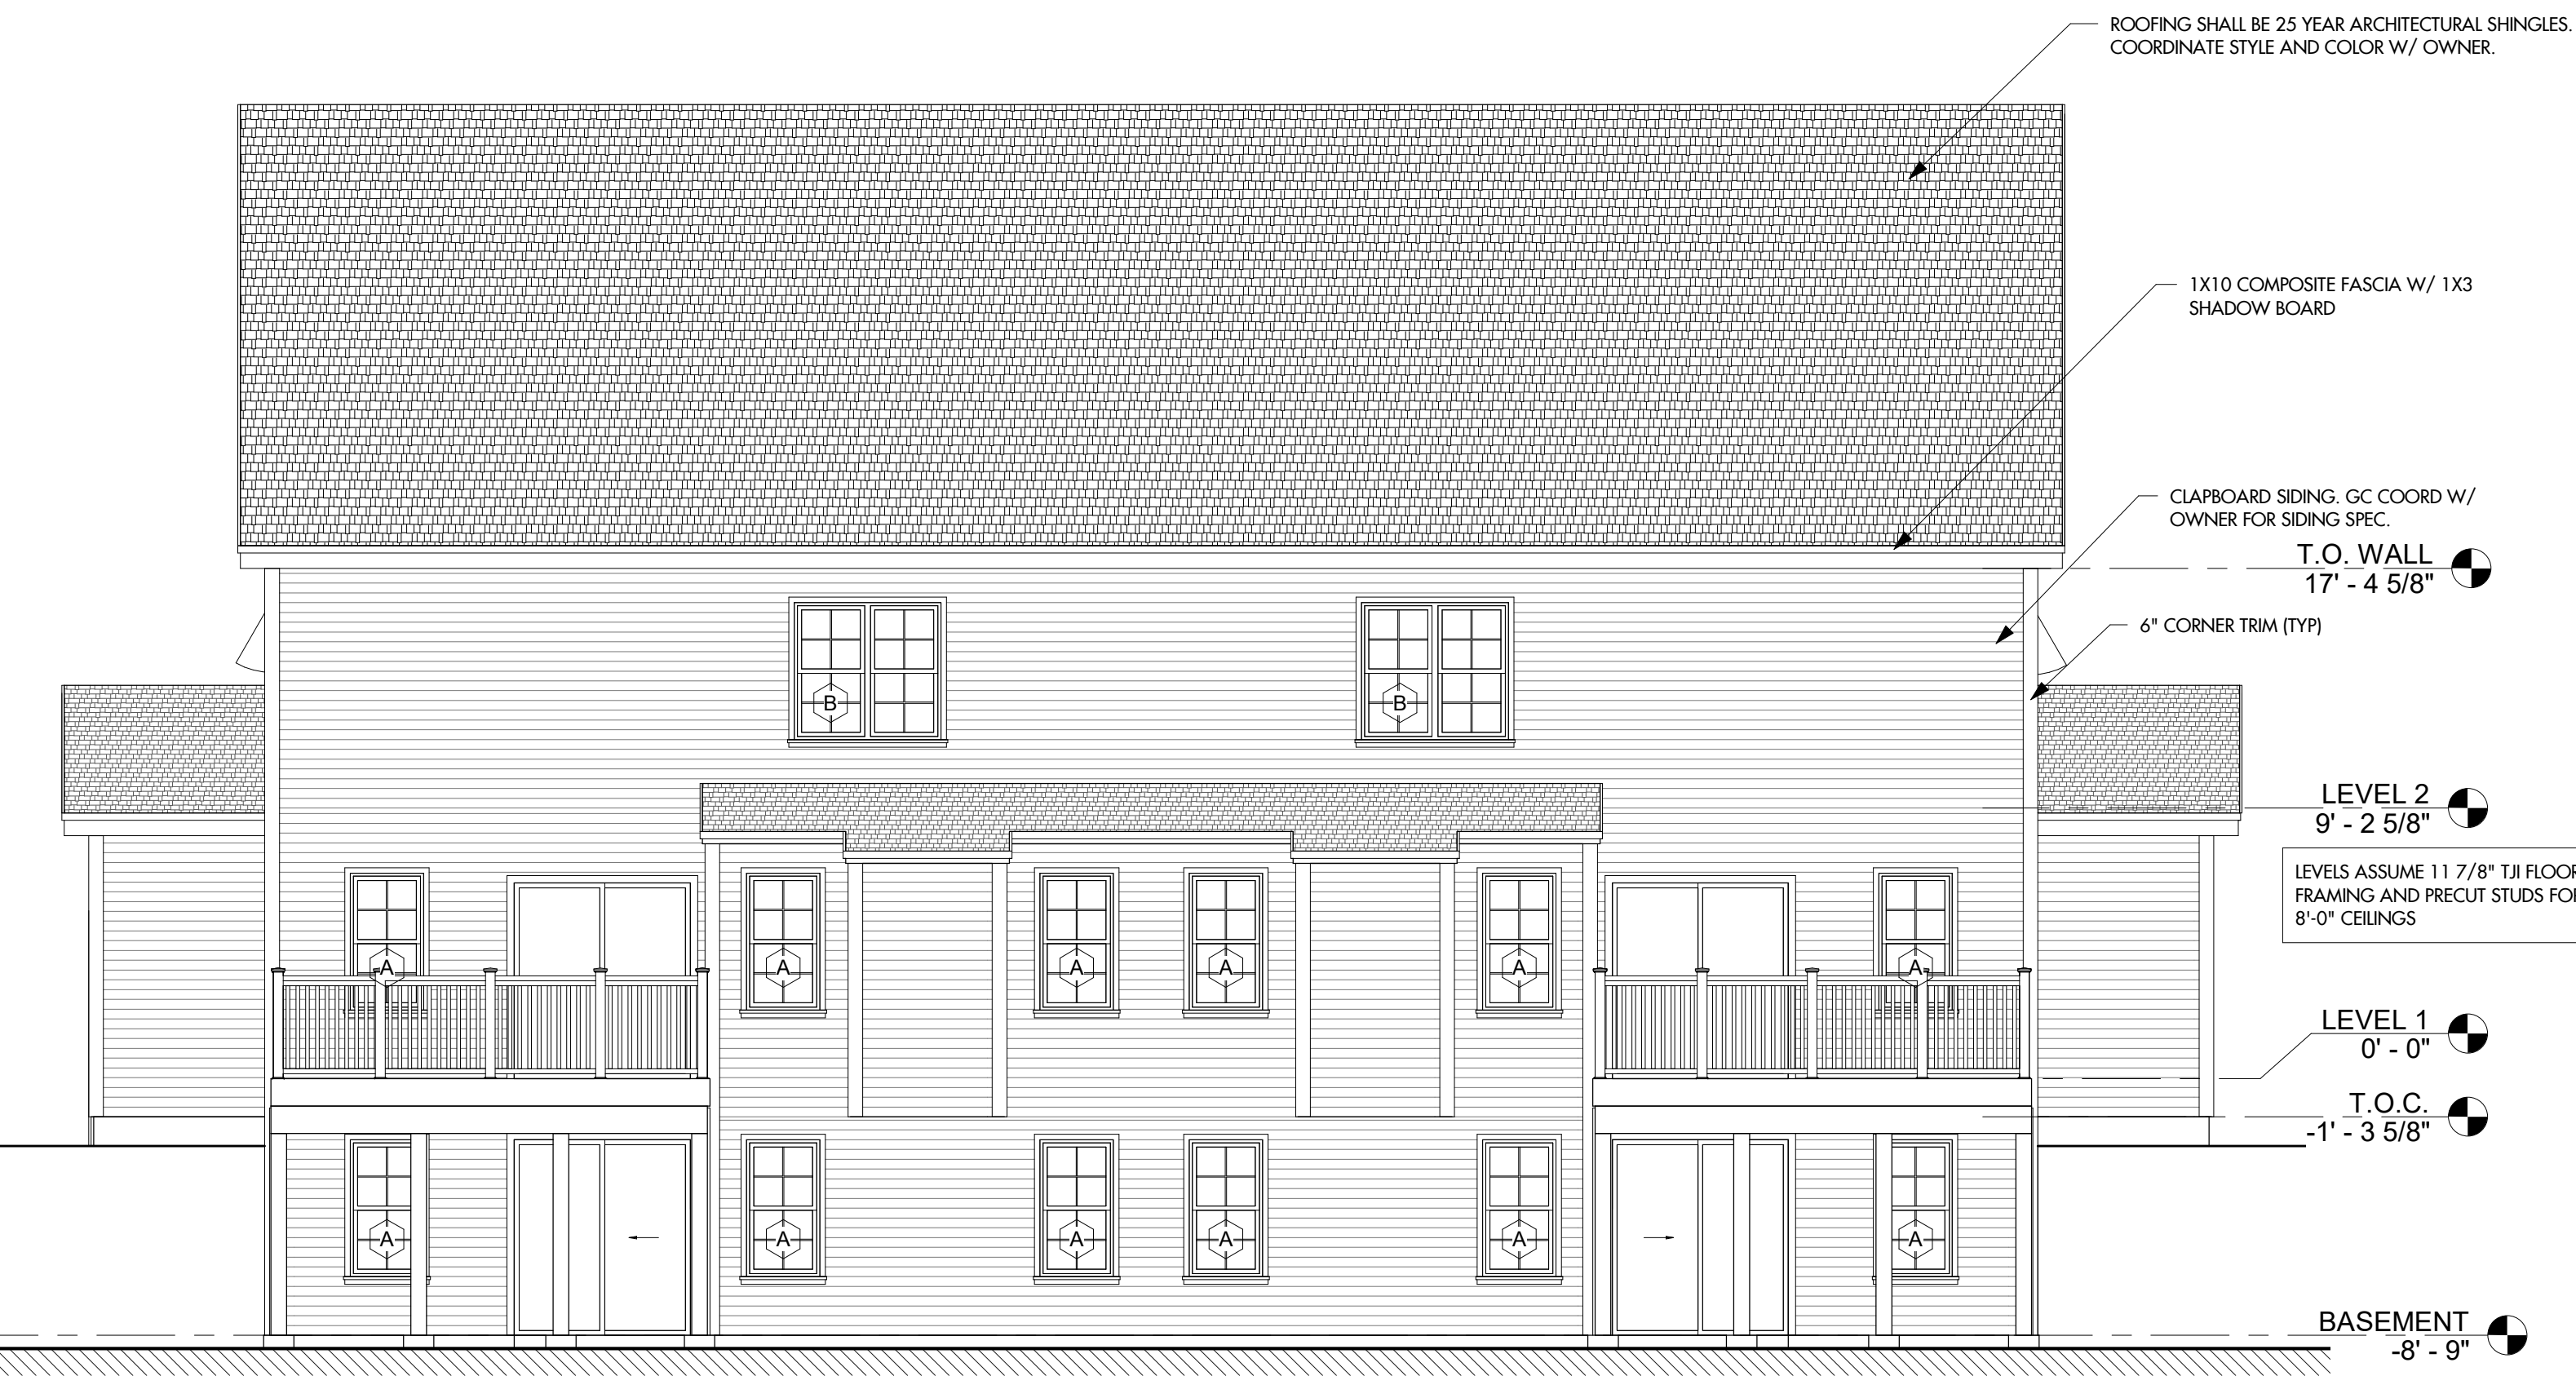 ROOFING SHALL BE 25 YEAR ARCHITECTURAL SHINGLES.
COORDINATE STYLE AND COLOR W/ OWNER.
1X10 COMPOSITE FASCIA W/ 1X3
SHADOW BOARD
CLAPBOARD SIDING. GC COORD W/
OWNER FOR SIDING SPEC.
T.O. WALL
17' - 4 5/8"
6" CORNER TRIM (TYP)
B
B
LEVEL 2
9' - 2 5/8"
LEVELS ASSUME 11 7/8" TJI FLOOR
FRAMING AND PRECUT STUDS FOR
8'-0" CEILINGS
A
A
A
A
A
A
LEVEL 1
0' - 0"
T.O.C.
-1' - 3 5/8"
A
A
A
A
A
A
BASEMENT
-8' - 9"